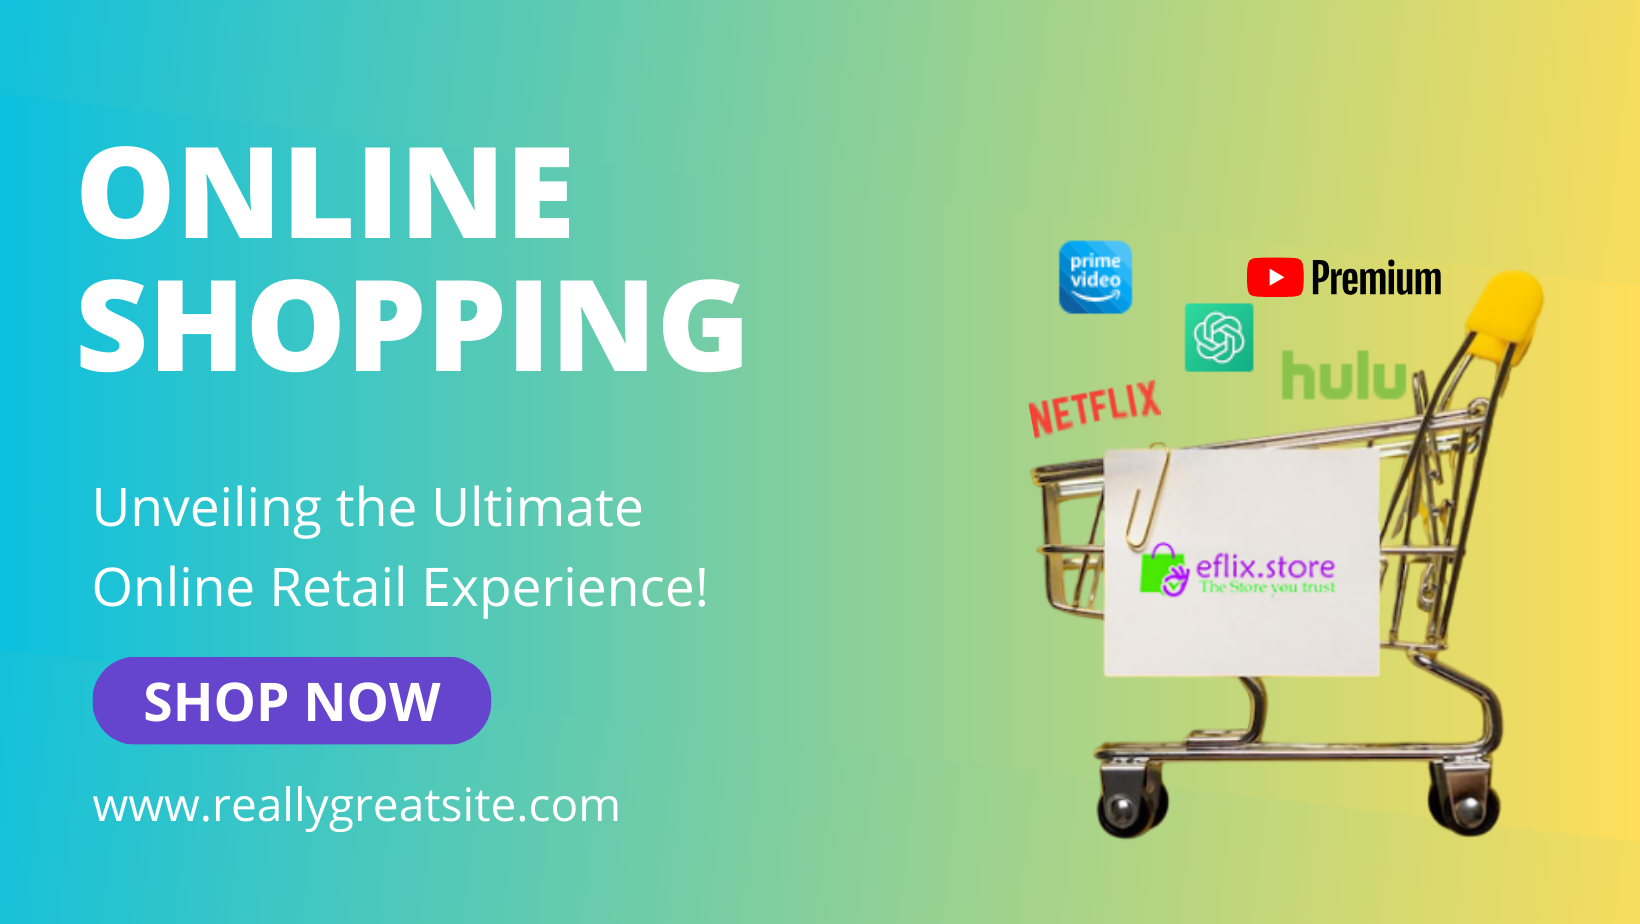 ONLINE
SHOPPING
Unveiling the Ultimate
Online Retail Experience!
SHOP NOW
www.reallygreatsite.com
prime
video
Premium
hulu
NETFLIX
eflix.store
The Store you trust